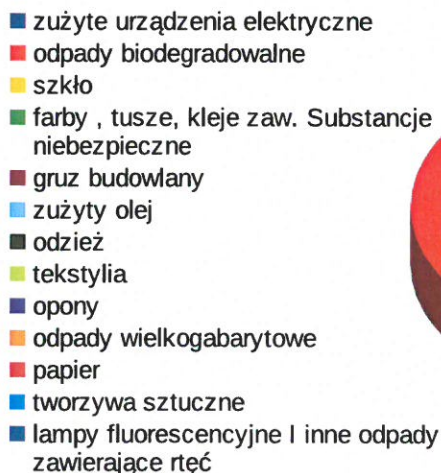 zużyte urządzenia elektryczne
odpady biodegradowalne
szkło
farby , tusze, kleje zaw. Substancje
niebezpieczne
gruz budowlany
zużyty olej
odzież
tekstylia
opony
odpady wielkogabarytowe
papier
tworzywa sztuczne
lampy fluorescencyjne I inne odpady
zawierające rtęć